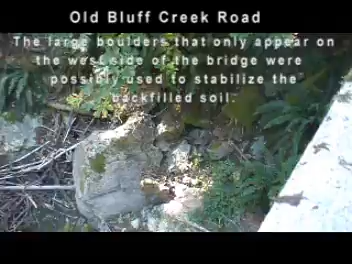 Old Bluff Creek Road
The large boulders that only appear on
the west side of the bridge were
possibly used to stabilize the
backfilled soil.